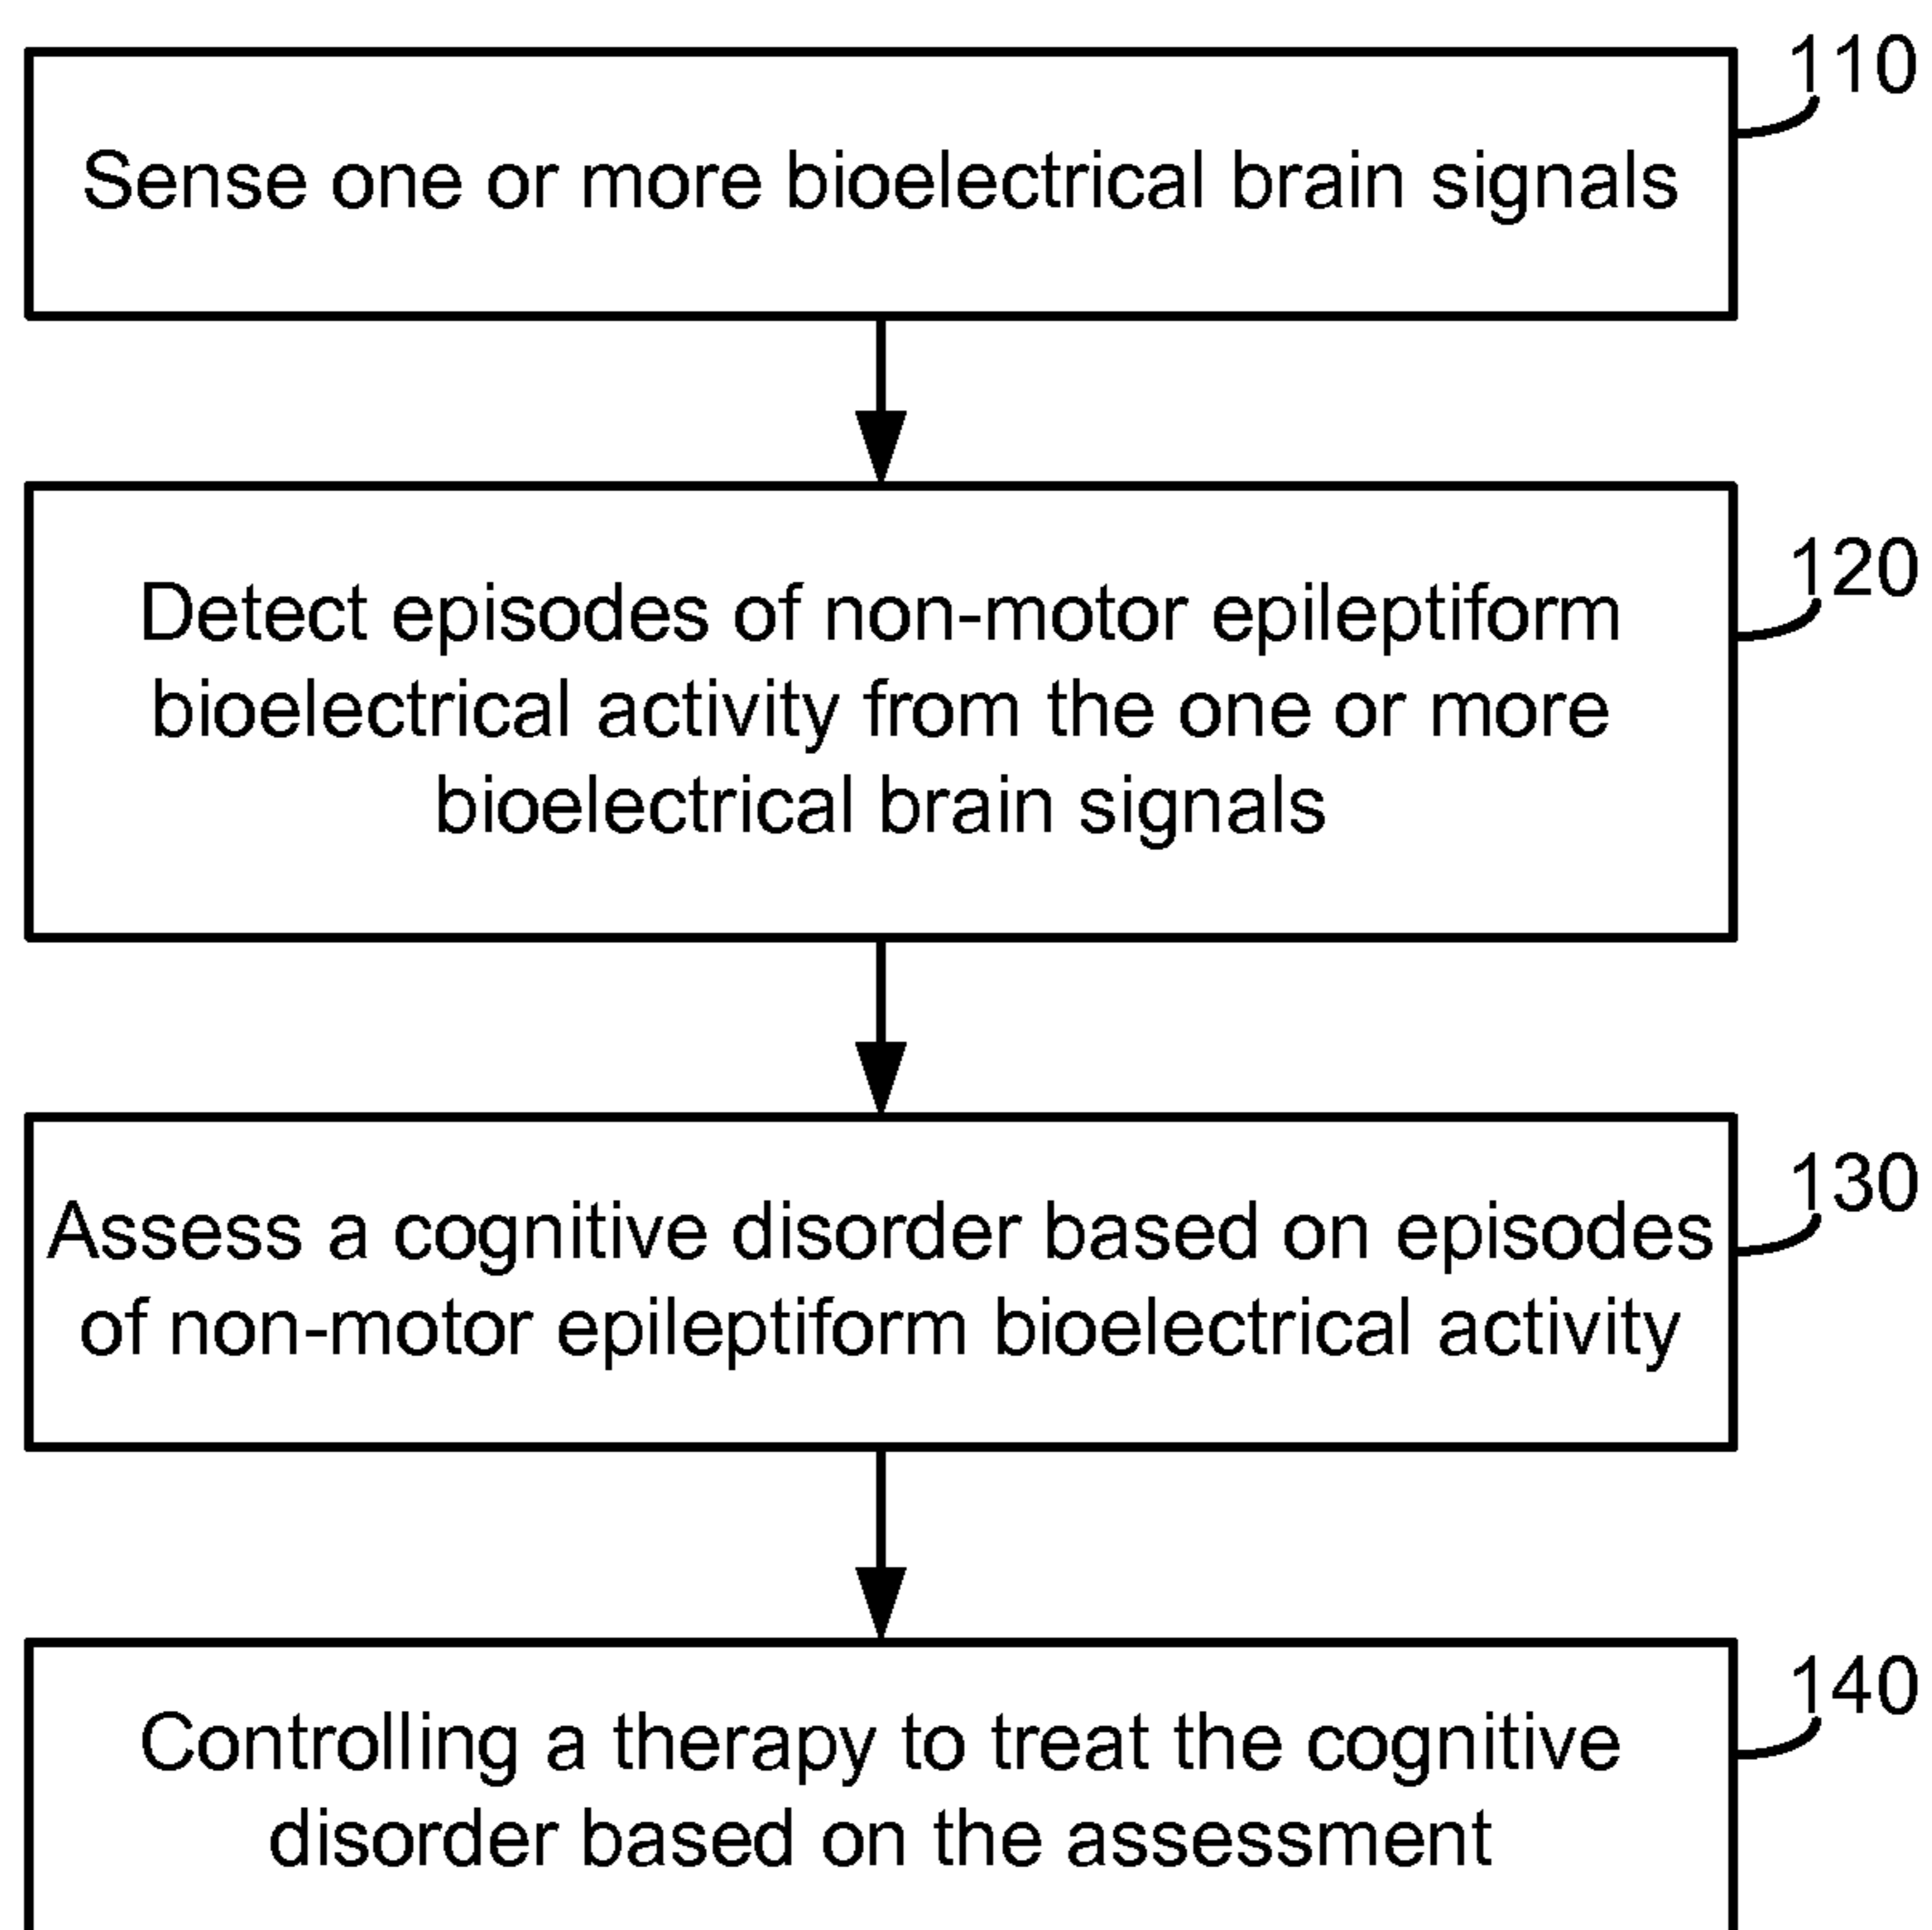 110
Sense one or more bioelectrical brain signals
120
Detect episodes of non-motor epileptiform
bioelectrical activity from the one or more
bioelectrical brain signals
130
Assess a cognitive disorder based on episodes
of non-motor epileptiform bioelectrical activity
140
Controlling a therapy to treat the cognitive
disorder based on the assessment